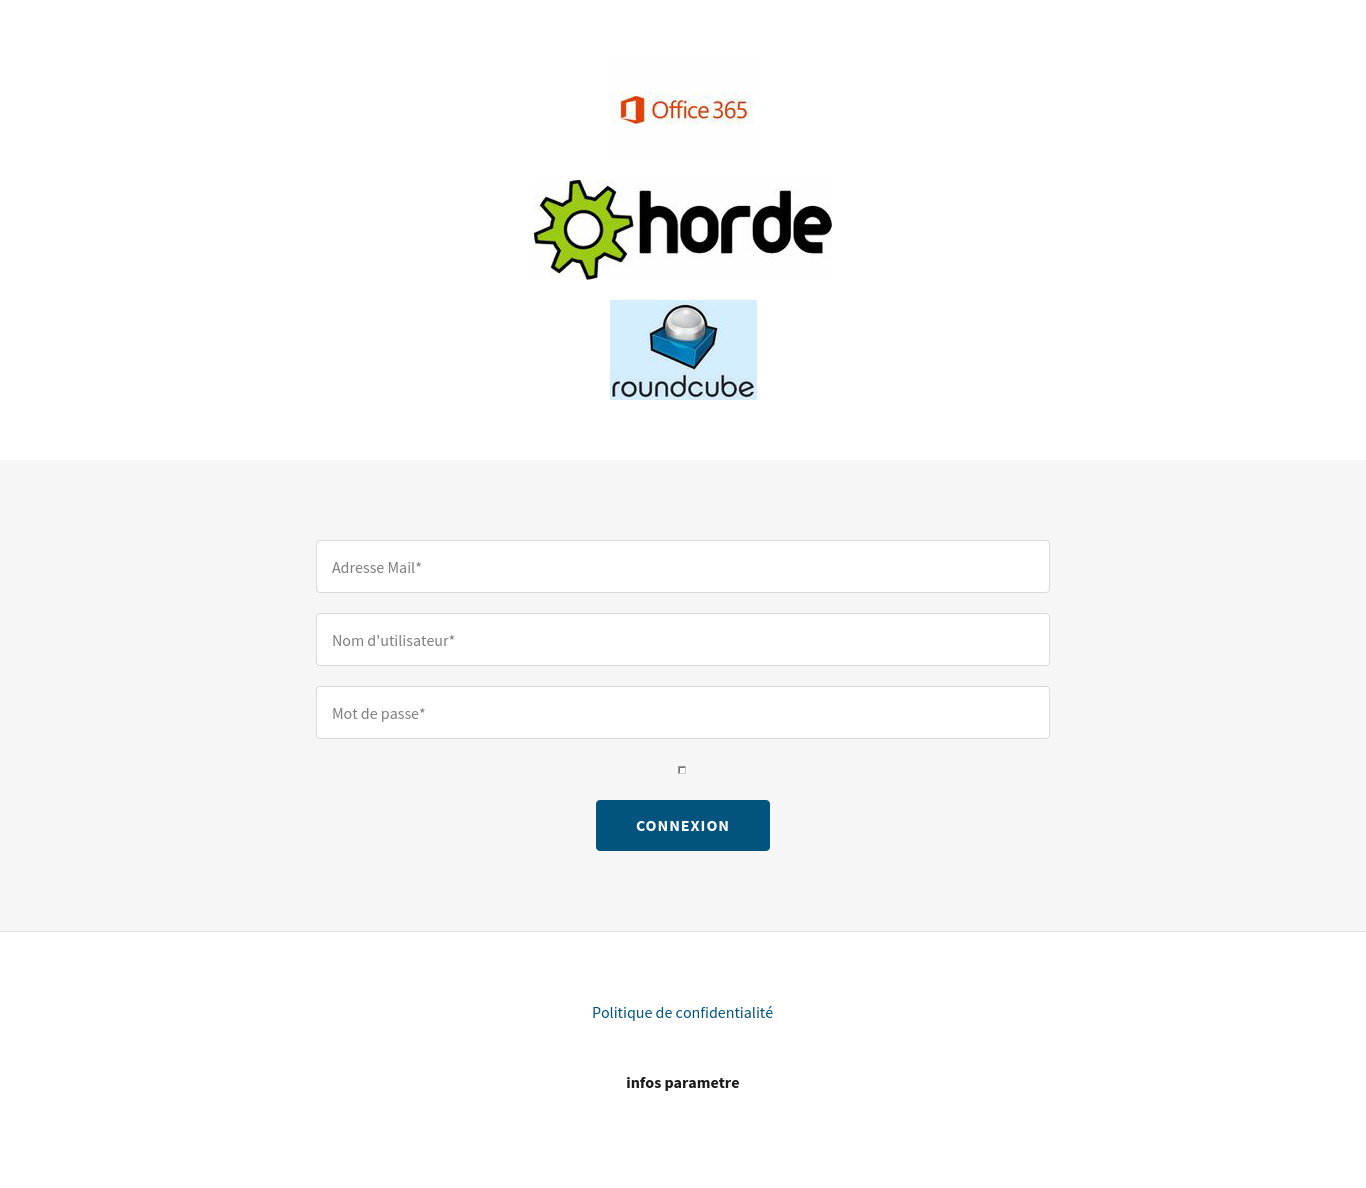 Office 365
horde
roundcube
Adresse Mail*
Nom d'utilisateur*
Mot de passe*
CONNEXION
Politique de confidentialité
infos parametre